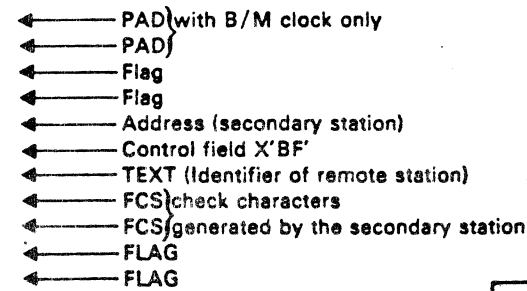 PAD}with B/M clock only
PAD
Flag
Flag
Address (secondary station)
Control field X'BF'
TEXT (Identifier of remote station)
FCS}check characters
FCS}generated by the secondary station
FLAG
FLAG